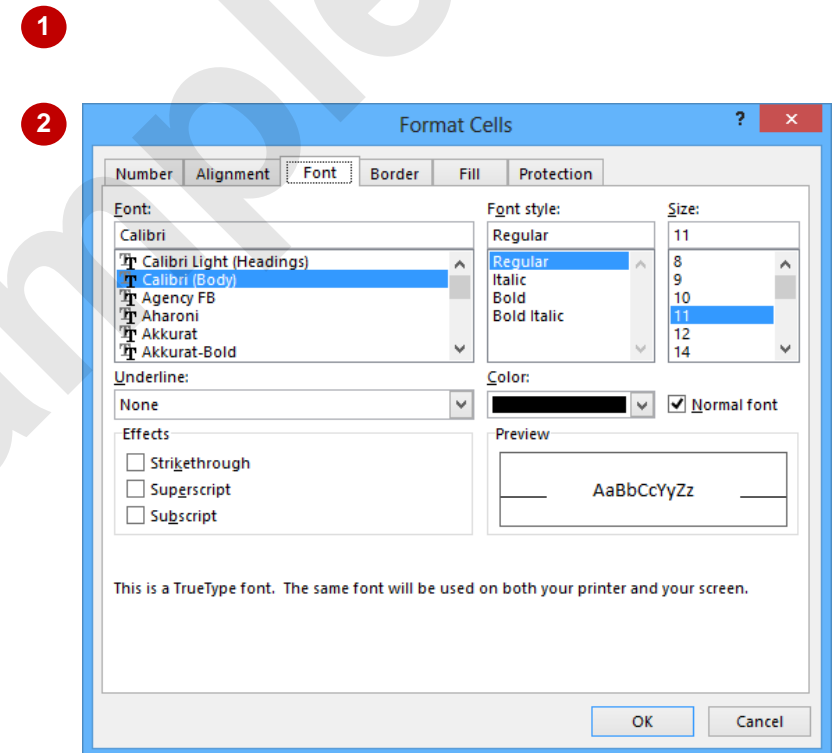 1
2
Format Cells ? ×
Number Alignment Font Border Fill Protection
Font: Font style: Size:
Calibri Regular 11
Calibri Light (Headings) Regular 8
Calibri (Body) Italic 9
Agency FB Bold 10
Aharoni Bold Italic 11
Akkurat 12
Akkurat-Bold 14
Underline: Color:
None Normal font
Effects Preview
Strikethrough
Superscript AaBbCcYyZz
Subscript
This is a TrueType font. The same font will be used on both your printer and your screen.
OK Cancel